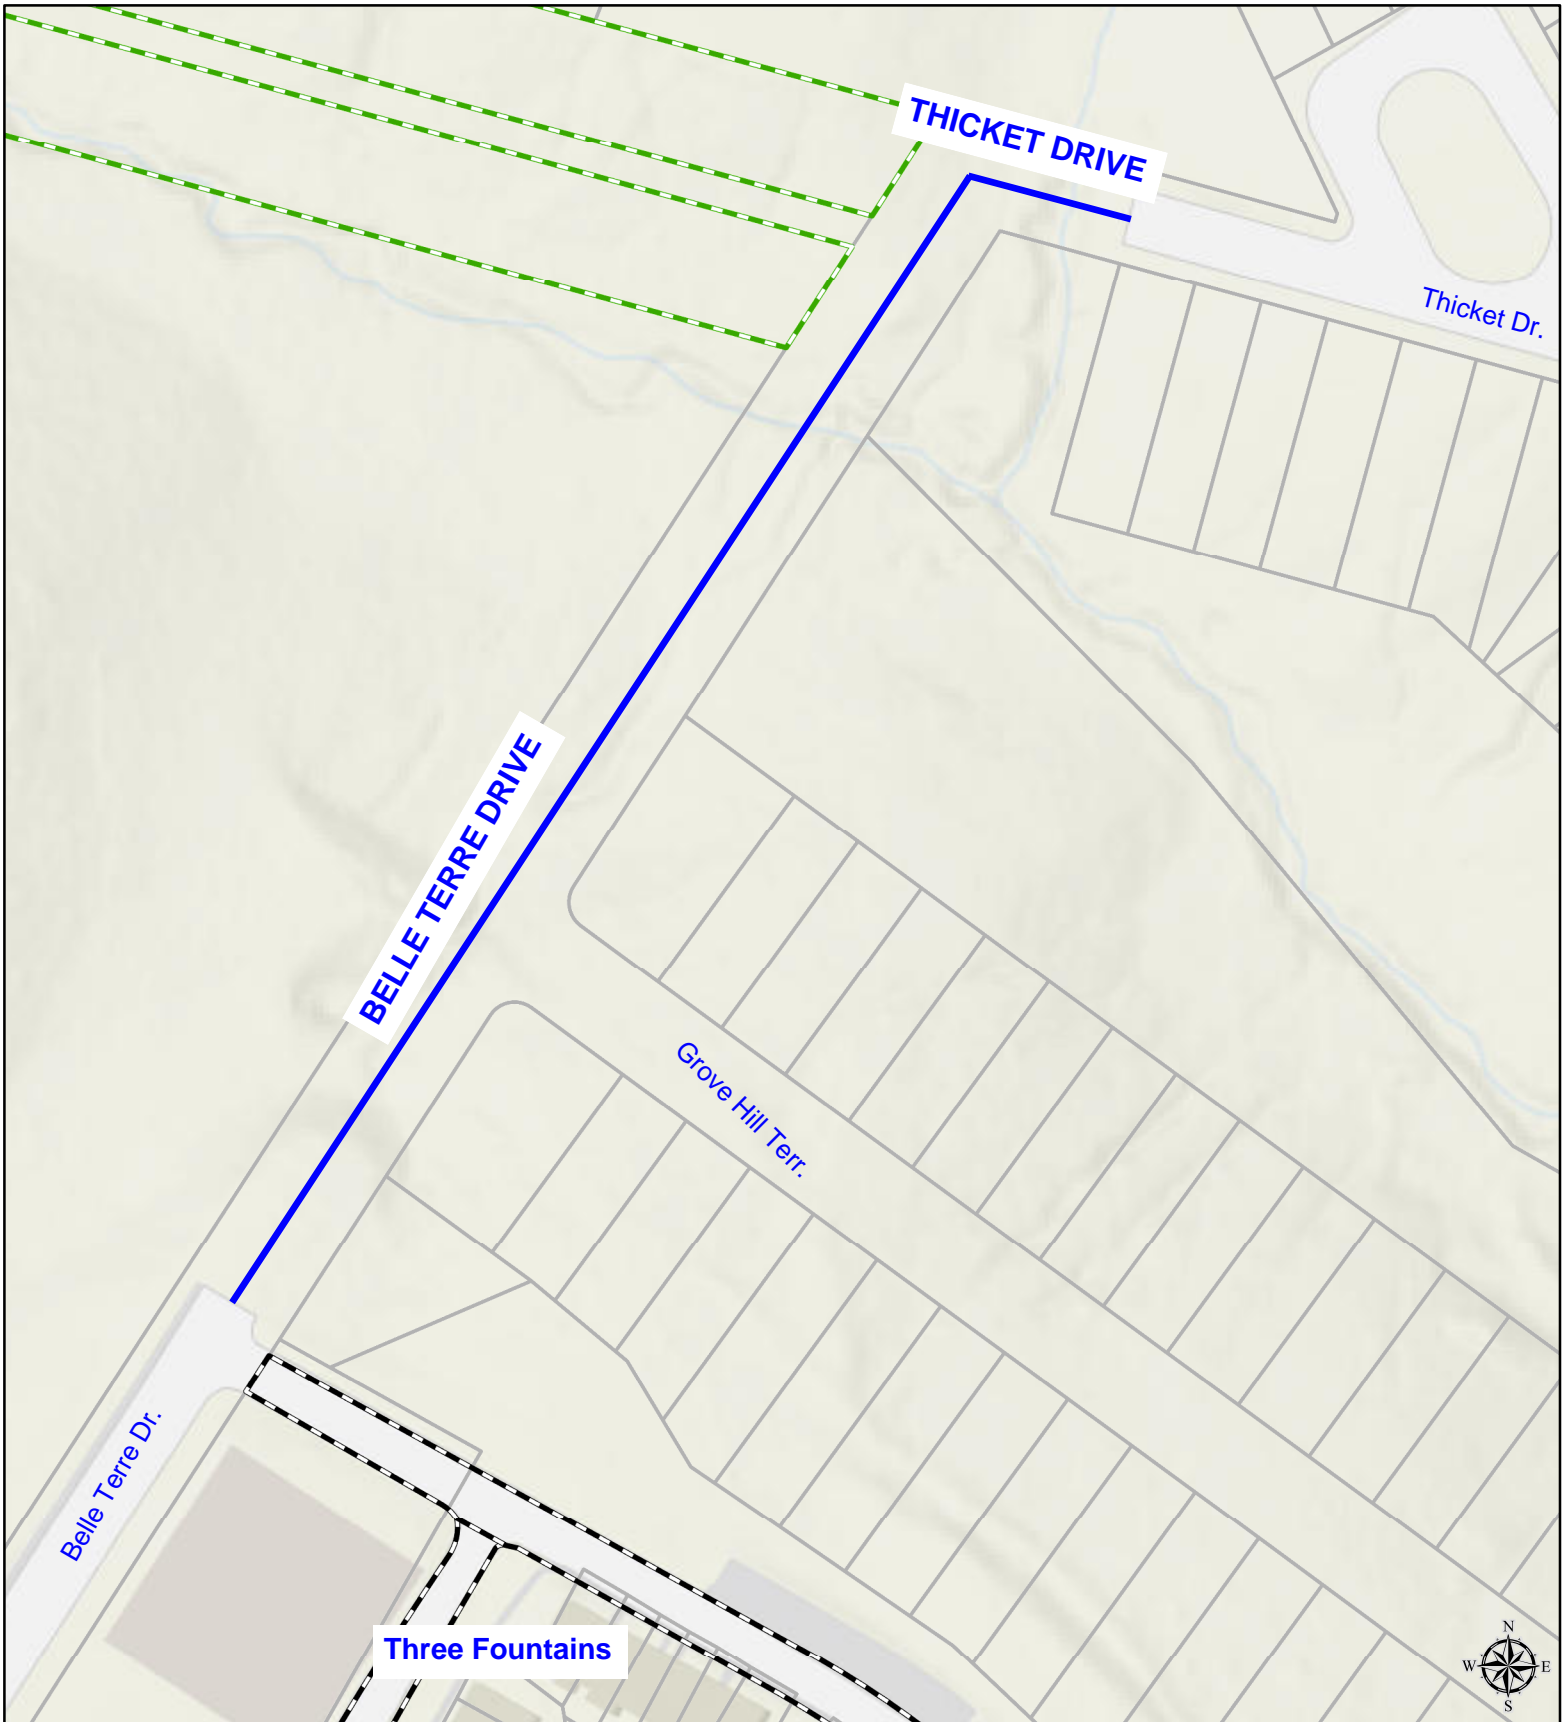 THICKET DRIVE
Thicket Dr.
BELLE TERRE DRIVE
Grove Hill Terr.
Belle Terre Dr.
Three Fountains
N
W E
S